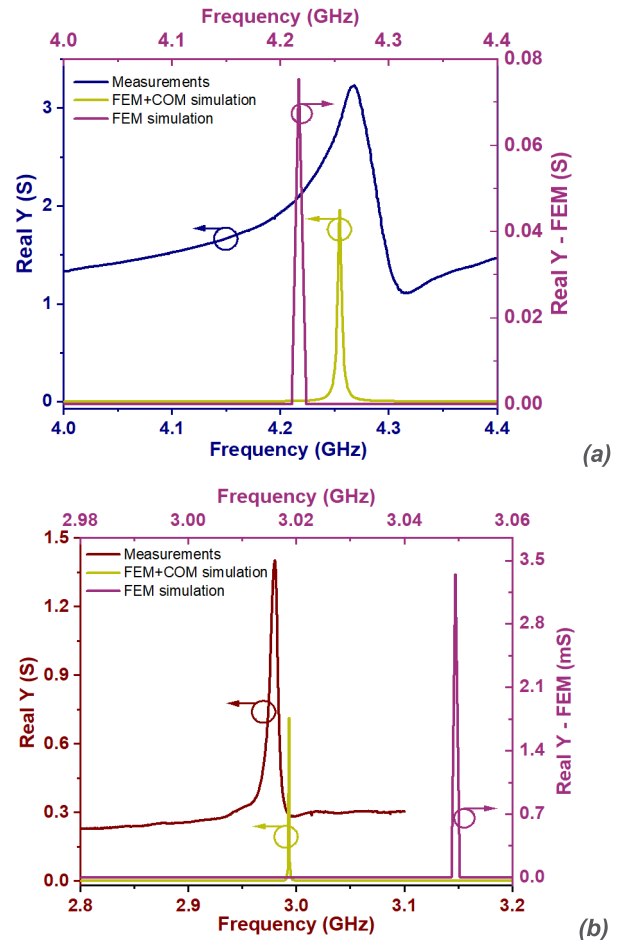 Frequency (GHz)
4.0 4.1 4.2 4.3 4.4
Measurements
FEM+COM simulation
FEM simulation
Real Y (S)
3
2
1
0
0.08
0.06
0.04
0.02
0.00
Real Y - FEM (S)
4.0 4.1 4.2 4.3 4.4
Frequency (GHz)
(a)
Frequency (GHz)
2.98 3.00 3.02 3.04 3.06
Measurements
FEM+COM simulation
FEM simulation
Real Y (S)
1.5
1.2
0.9
0.6
0.3
0.0
3.5
2.8
2.1
1.4
0.7
0.0
Real Y - FEM (mS)
2.8 2.9 3.0 3.1 3.2
Frequency (GHz)
(b)